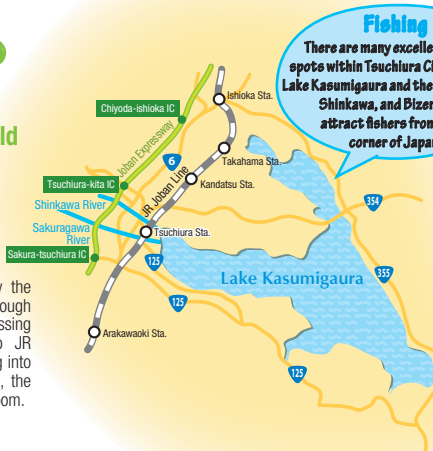 Fishing
There are many excelle
spots within Tsuchiura Ci
Lake Kasumigaura and the
Shinkawa, and Bizen
attract fishers from
corner of Japa
Ishioka Sta.
Chiyoda-ishioka IC
Joban Expressway
ld
6
Takahama Sta.
Tsuchiura-kita IC
Kandatsu Sta.
JR Joban Line
Shinkawa River
354
Sakuragawa
River
Tsuchiura Sta.
Sakura-tsuchiura IC
125
Lake Kasumigaura
355
w the
ough
125
ssing
o JR
Arakawaoki Sta.
g into
, the
125
om.